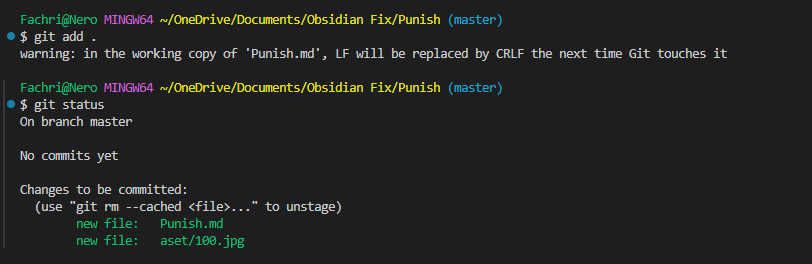 Fachri@Nero MINGW64 ~/OneDrive/Documents/Obsidian Fix/Punish (master)
$ git add .
warning: in the working copy of 'Punish.md', LF will be replaced by CRLF the next time Git touches it
Fachri@Nero MINGW64 ~/OneDrive/Documents/Obsidian Fix/Punish (master)
$ git status
On branch master
No commits yet
Changes to be committed:
(use "git rm --cached <file>..." to unstage)
new file:   Punish.md
new file:   aset/100.jpg